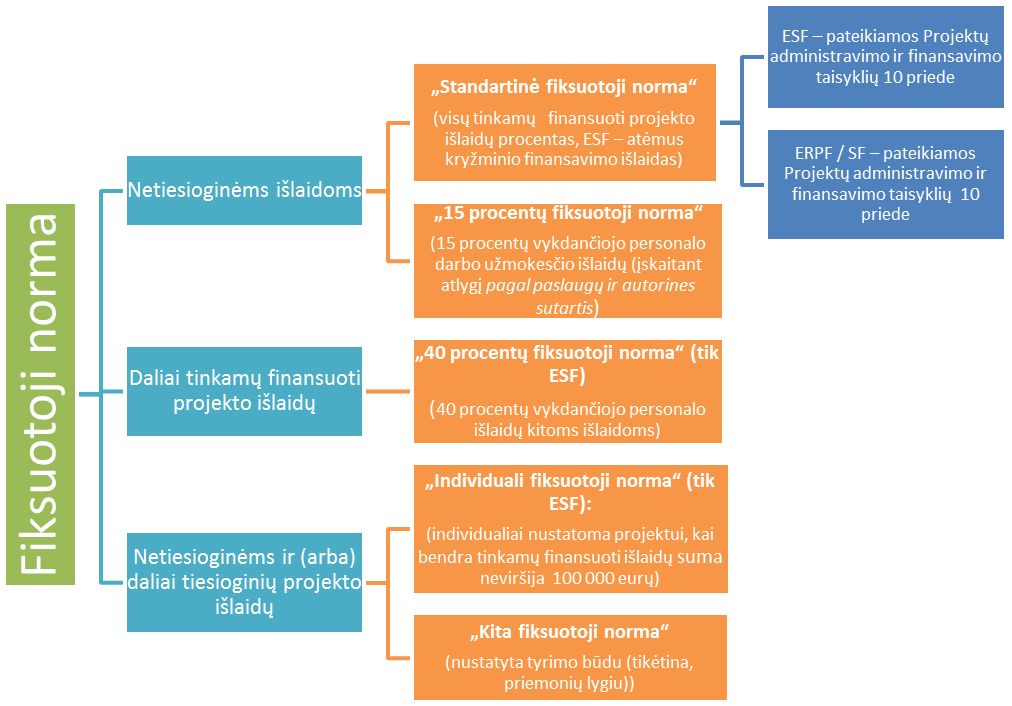 Fiksuotoji norma
Netiesioginėms išlaidoms
„Standartinė fiksuotoji norma“
(visų tinkamų finansuoti projekto
išlaidų procentas, ESF – atėmus
kryžminio finansavimo išlaidas)
ESF – pateikiamos Projektų
administravimo ir finansavimo
taisyklių 10 priede
ERPF / SF – pateikiamos
Projektų administravimo ir
finansavimo taisyklių 10
priede
„15 procentų fiksuotoji norma“
(15 procentų vykdančiojo personalo
darbo užmokesčio išlaidų (įskaitant
atlygį pagal paslaugų ir autorines
sutartis)
Daliai tinkamų finansuoti
projekto išlaidų
„40 procentų fiksuotoji norma“ (tik
ESF)
(40 procentų vykdančiojo personalo
išlaidų kitoms išlaidoms)
Netiesioginėms ir (arba)
daliai tiesioginių projekto
išlaidų
„Individuali fiksuotoji norma“ (tik
ESF):
(individualiai nustatoma projektui, kai
bendra tinkamų finansuoti išlaidų suma
neviršija 100 000 eurų)
„Kita fiksuotoji norma“
(nustatyta tyrimo būdu (tikėtina,
priemonių lygiu))